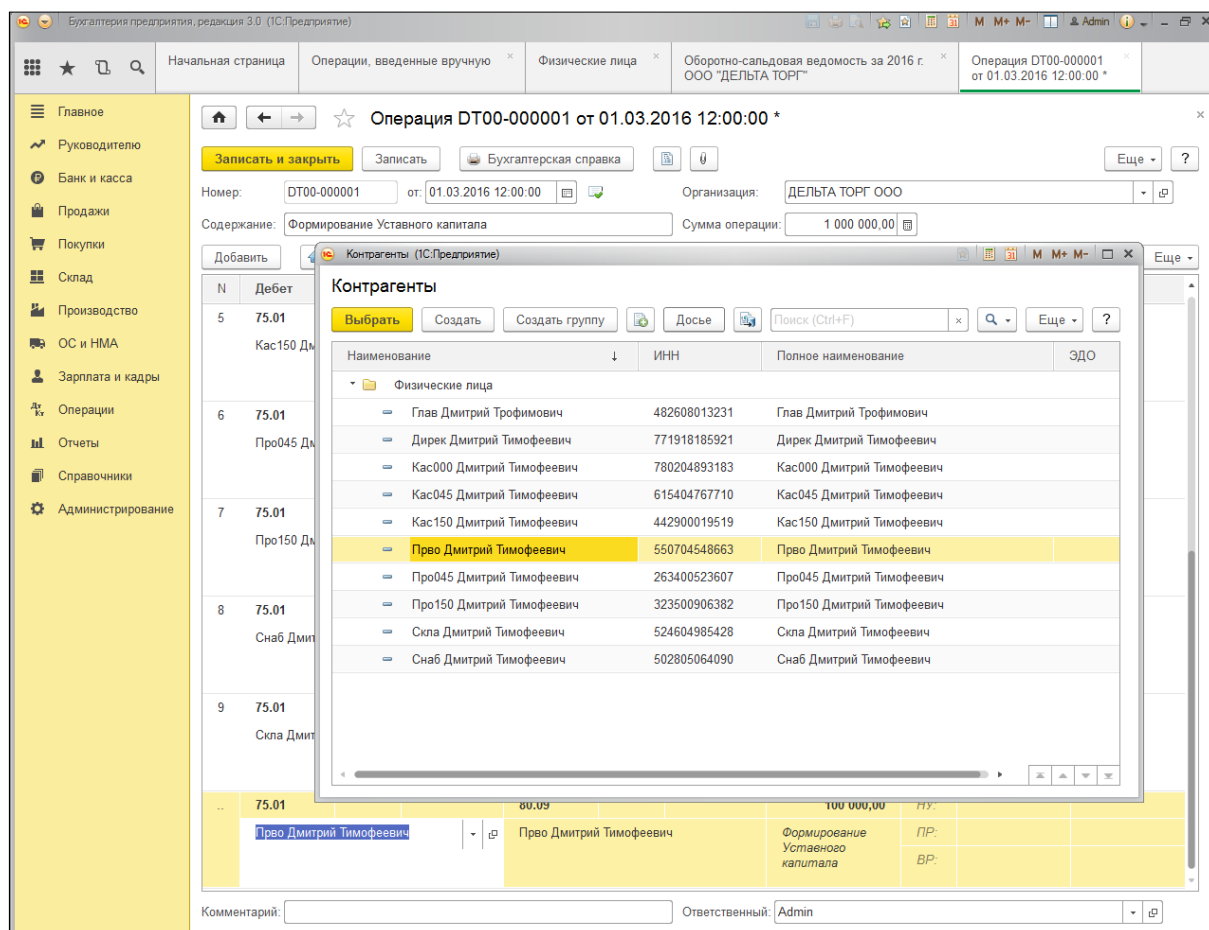 Бухгалтерия предприятия, редакция 3.0 (1С:Предприятие) M M+ M- Admin
Начальная страница Операции, введенные вручную Физические лица Оборотно-сальдовая ведомость за 2016 г. Операция DT00-000001
ООО "ДЕЛЬТА ТОРГ" от 01.03.2016 12:00:00 *
Главное
Руководителю
Банк и касса
Продажи
Покупки
Склад
Производство
ОС и НМА
Зарплата и кадры
Операции
Отчеты
Справочники
Администрирование
Операция DT00-000001 от 01.03.2016 12:00:00 *
Записать и закрыть Записать Бухгалтерская справка Еще ?
Номер: DT00-000001 от: 01.03.2016 12:00:00 Организация: ДЕЛЬТА ТОРГ ООО
Содержание: Формирование Уставного капитала Сумма операции: 1 000 000,00
Добавить Еще
N Дебет
5 75.01
Кас150 Дм
6 75.01
Про045 Дм
7 75.01
Про150 Дм
8 75.01
Снаб Дмит
9 75.01
Скла Дмит
Контрагенты (1С:Предприятие) M M+ M-
Контрагенты
Выбрать Создать Создать группу Досье Поиск (Ctrl+F) Еще ?
Наименование ИНН Полное наименование ЭДО
Физические лица
Глав Дмитрий Трофимович 482608013231 Глав Дмитрий Трофимович
Дирек Дмитрий Тимофеевич 771918185921 Дирек Дмитрий Тимофеевич
Кас000 Дмитрий Тимофеевич 780204893183 Кас000 Дмитрий Тимофеевич
Кас045 Дмитрий Тимофеевич 615404767710 Кас045 Дмитрий Тимофеевич
Кас150 Дмитрий Тимофеевич 442900019519 Кас150 Дмитрий Тимофеевич
Прво Дмитрий Тимофеевич 550704548663 Прво Дмитрий Тимофеевич
Про045 Дмитрий Тимофеевич 263400523607 Про045 Дмитрий Тимофеевич
Про150 Дмитрий Тимофеевич 323500906382 Про150 Дмитрий Тимофеевич
Скла Дмитрий Тимофеевич 524604985428 Скла Дмитрий Тимофеевич
Снаб Дмитрий Тимофеевич 502805064090 Снаб Дмитрий Тимофеевич
.. 75.01 80.09 100 000,00 НУ:
Прво Дмитрий Тимофеевич Прво Дмитрий Тимофеевич Формирование ПР:
Уставного
капитала ВР:
Комментарий: Ответственный: Admin